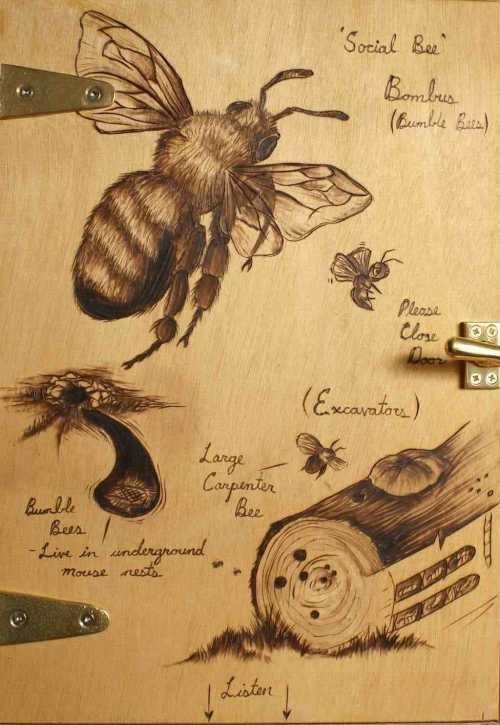 'Social Bee'
Bombus
(Bumble Bees)
Please
Close
Door
(Excavators)
Large
Carpenter
Bee
Bumble
Bees
-Live in underground
mouse nests
Listen